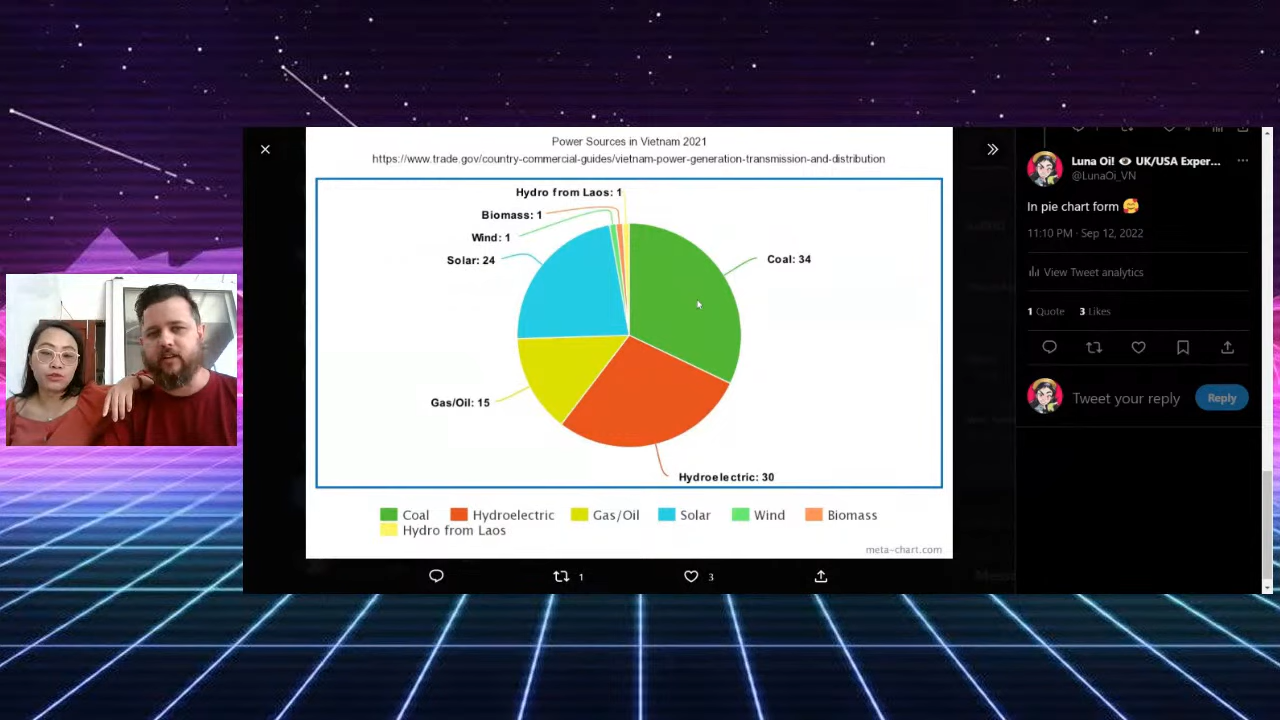 Power Sources in Vietnam 2021
https://www.trade.gov/country-commercial-guides/vietnam-power-generation-transmission-and-distribution
Hydro from Laos: 1
Biomass: 1
Wind: 1
Solar: 24
Coal: 34
Gas/Oil: 15
Hydroelectric: 30
Coal Hydroelectric Gas/Oil Solar Wind Biomass
Hydro from Laos
meta-chart.com
1 3
Luna Oi! 👁 UK/USA Exper...
@LunaOi_VN
In pie chart form 🥰
11:10 PM · Sep 12, 2022
View Tweet analytics
1 Quote 3 Likes
Tweet your reply Reply